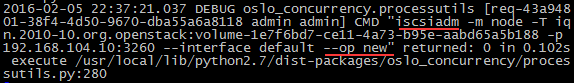 2016-02-05 22:37:21.037 DEBUG oslo_concurrency.processutils [req-43a948
01-38f4-4d50-9670-dba55a6a8118 admin admin] CMD "iscsiadm -m node -T iq
n.2010-10.org.openstack:volume-1e7f6bd7-ce11-4a73-b95e-3abd65a5b188 -p
192.168.104.10:3260 --interface default --op new" returned: 0 in 0.102s
execute /usr/local/lib/python2.7/dist-packages/oslo_concurrency/process
sutils.py:280